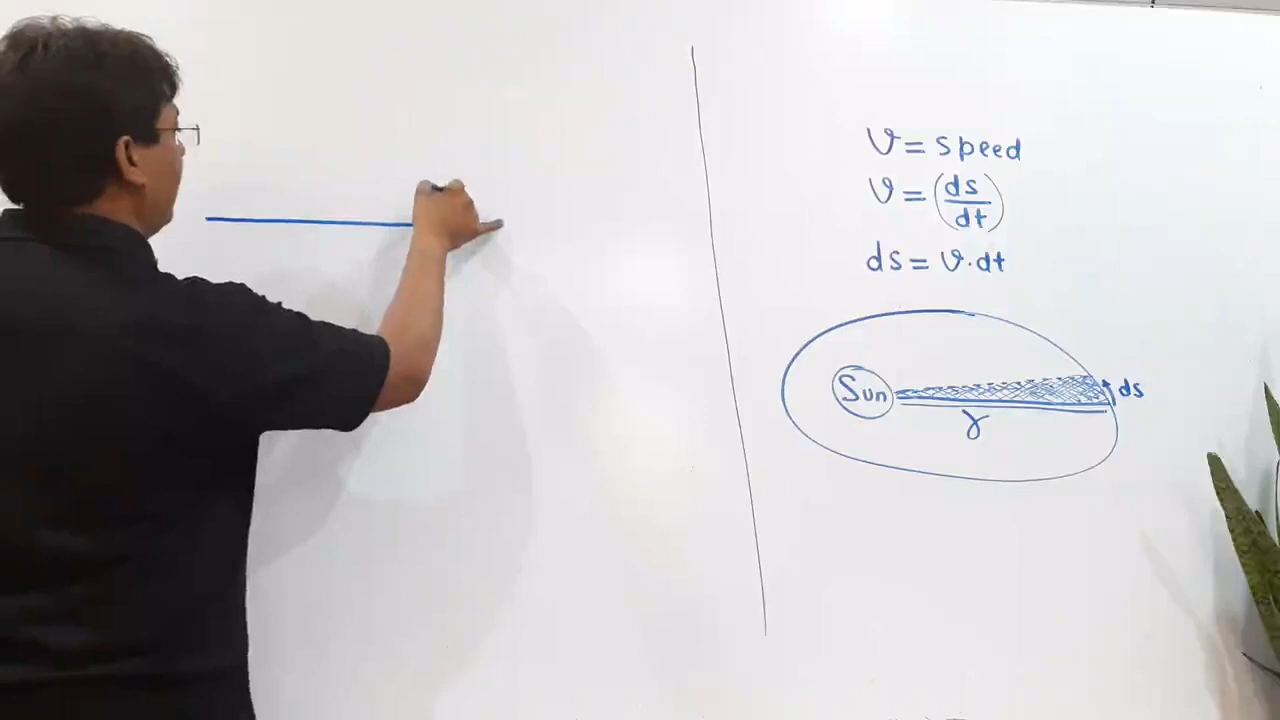 v = speed
v = (ds/dt)
ds = v·dt
Sun
ds
r